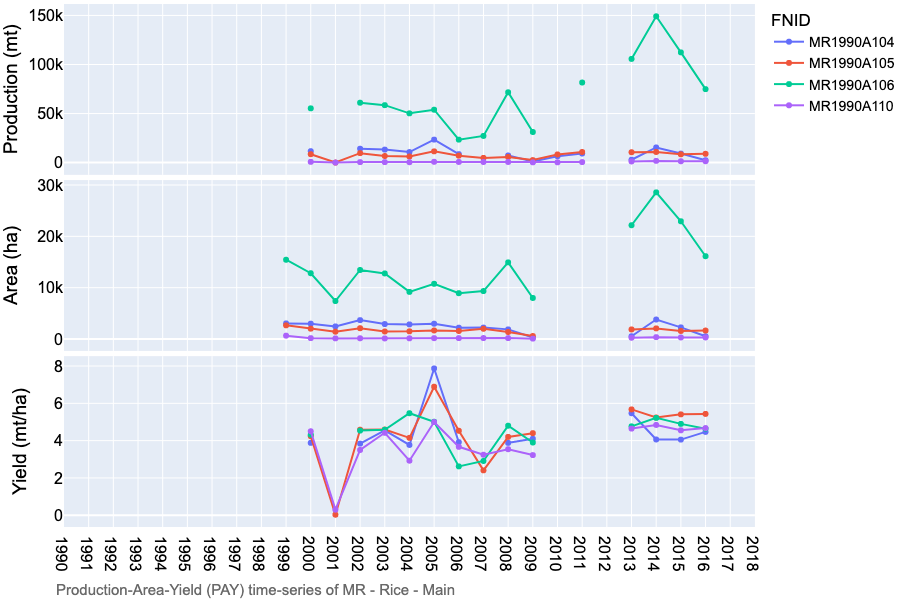 FNID
MR1990A104
MR1990A105
MR1990A106
MR1990A110
Production (mt)
150k
100k
50k
0
Area (ha)
30k
20k
10k
0
Yield (mt/ha)
8
6
4
2
0
1990 1991 1992 1993 1994 1995 1996 1997 1998 1999 2000 2001 2002 2003 2004 2005 2006 2007 2008 2009 2010 2011 2012 2013 2014 2015 2016 2017 2018
Production-Area-Yield (PAY) time-series of MR - Rice - Main